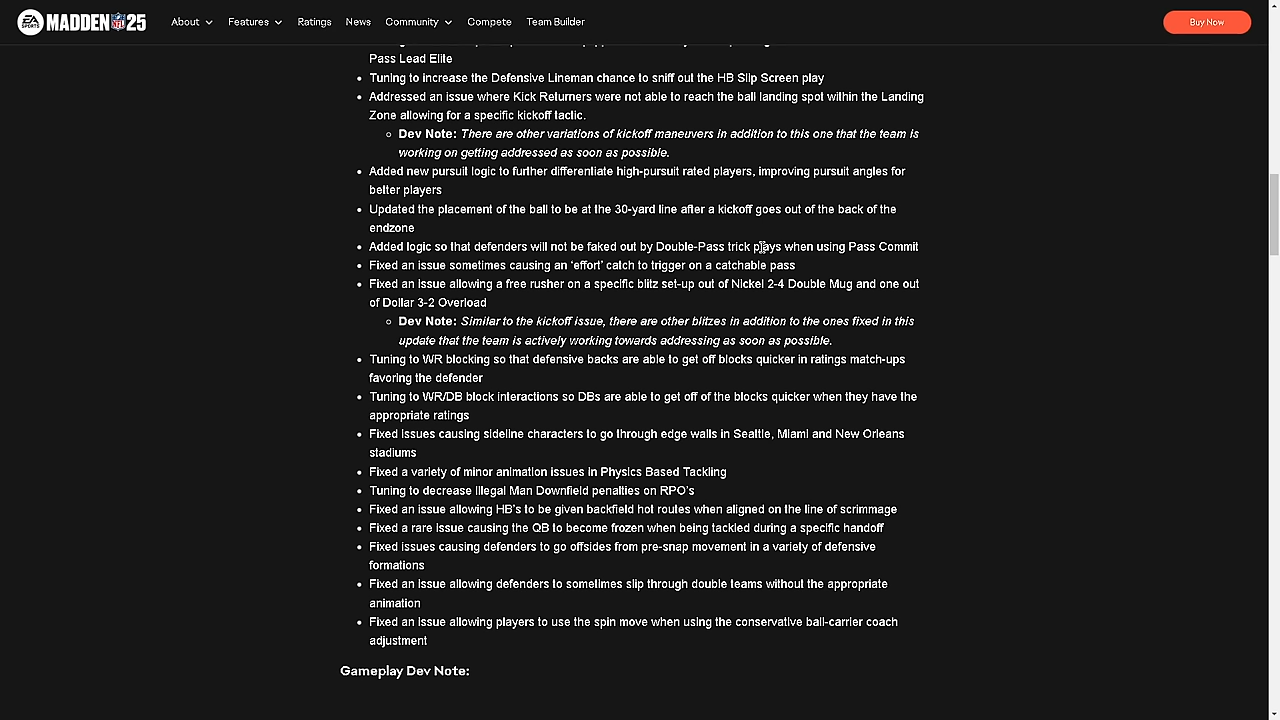 EA SPORTS MADDEN NFL 25 About Features Ratings News Community Compete Team Builder Buy Now
Pass Lead Elite
• Tuning to increase the Defensive Lineman chance to sniff out the HB Slip Screen play
• Addressed an issue where Kick Returners were not able to reach the ball landing spot within the Landing
Zone allowing for a specific kickoff tactic.
◦ Dev Note: There are other variations of kickoff maneuvers in addition to this one that the team is
working on getting addressed as soon as possible.
• Added new pursuit logic to further differentiate high-pursuit rated players, improving pursuit angles for
better players
• Updated the placement of the ball to be at the 30-yard line after a kickoff goes out of the back of the
endzone
• Added logic so that defenders will not be faked out by Double-Pass trick plays when using Pass Commit
• Fixed an issue sometimes causing an ‘effort’ catch to trigger on a catchable pass
• Fixed an issue allowing a free rusher on a specific blitz set-up out of Nickel 2-4 Double Mug and one out
of Dollar 3-2 Overload
◦ Dev Note: Similar to the kickoff issue, there are other blitzes in addition to the ones fixed in this
update that the team is actively working towards addressing as soon as possible.
• Tuning to WR blocking so that defensive backs are able to get off blocks quicker in ratings match-ups
favoring the defender
• Tuning to WR/DB block interactions so DBs are able to get off of the blocks quicker when they have the
appropriate ratings
• Fixed issues causing sideline characters to go through edge walls in Seattle, Miami and New Orleans
stadiums
• Fixed a variety of minor animation issues in Physics Based Tackling
• Tuning to decrease Illegal Man Downfield penalties on RPO's
• Fixed an issue allowing HB's to be given backfield hot routes when aligned on the line of scrimmage
• Fixed a rare issue causing the QB to become frozen when being tackled during a specific handoff
• Fixed issues causing defenders to go offsides from pre-snap movement in a variety of defensive
formations
• Fixed an issue allowing defenders to sometimes slip through double teams without the appropriate
animation
• Fixed an issue allowing players to use the spin move when using the conservative ball-carrier coach
adjustment
Gameplay Dev Note: